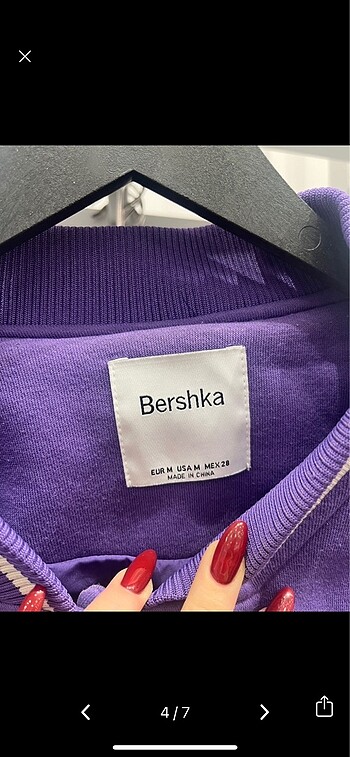 Bershka
EUR M USA M MEX 28
MADE IN CHINA
4/7